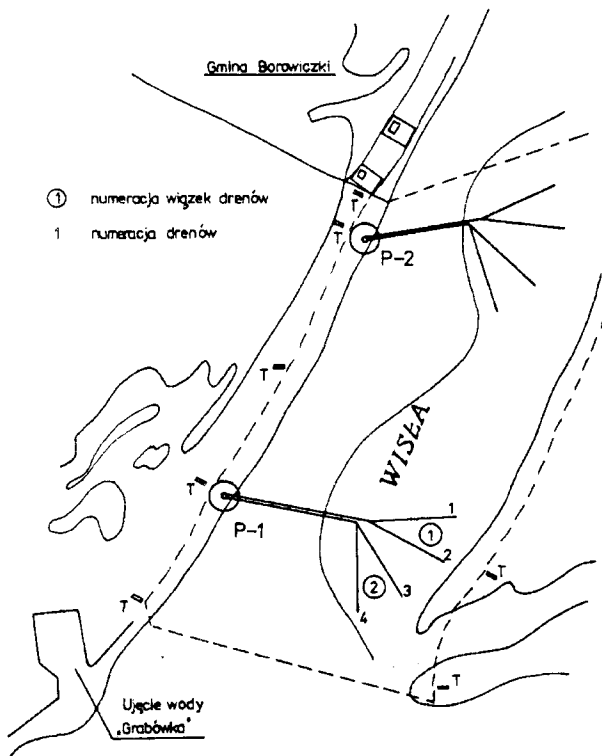 Gmina Borowiczki
① numeracja wiązek drenów
1 numeracja drenów
T
T
P-2
T
WISŁA
T
P-1
1
①
2
②
3
4
T
T
T
Ujęcie wody
„Grabówka"